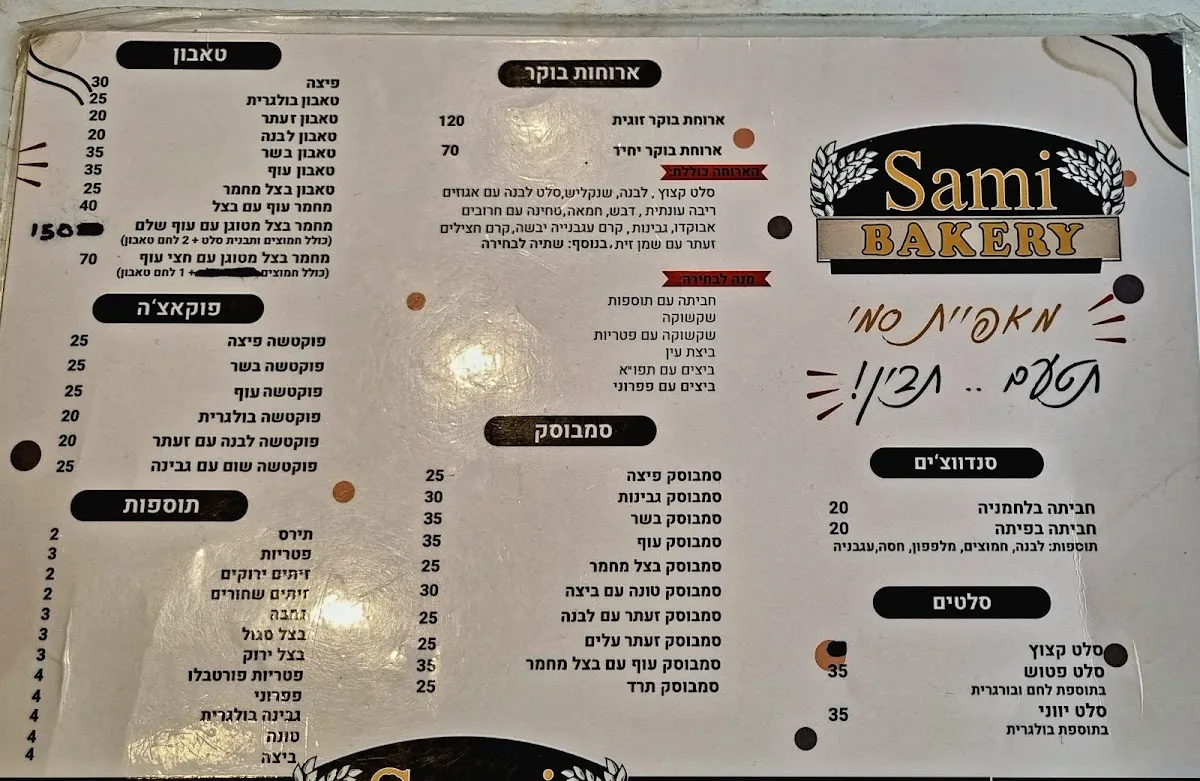 Sami
BAKERY
מאפיית סמי
תטעם .. תבין!
סנדווצ'ים
חביתה בלחמניה 20
חביתה בפיתה 20
תוספות: לבנה, חמוצים, מלפפון, חסה,עגבניה
סלטים
סלט קצוץ
סלט פטוש 35
בתוספת לחם ובורגרית
סלט יווני 35
בתוספת בולגרית
ארוחות בוקר
ארוחת בוקר זוגית 120
ארוחת בוקר יחיד 70
הארוחה כוללת:
סלט קצוץ , לבנה, שנקליש,סלט לבנה עם אגוזים
ריבה עונתית , דבש, חמאה,טחינה עם חרובים
אבוקדו, גבינות , קרם עגבנייה יבשה,קרם חצילים
זעתר עם שמן זית. בנוסף: שתיה לבחירה
מנה לבחירה:
חביתה עם תוספות
שקשוקה
שקשוקה עם פטריות
ביצת עין
ביצים עם תפו"א
ביצים עם פפרוני
סמבוסק
סמבוסק פיצה 25
סמבוסק גבינות 30
סמבוסק בשר 35
סמבוסק עוף 35
סמבוסק בצל מחמר 25
סמבוסק טונה עם ביצה 30
סמבוסק זעתר עם לבנה 25
סמבוסק זעתר עלים 25
סמבוסק עוף עם בצל מחמר 35
סמבוסק תרד 25
טאבון
פיצה 30
טאבון בולגרית 25
טאבון זעתר 20
טאבון לבנה 20
טאבון בשר 35
טאבון עוף 35
טאבון בצל מחמר 25
מחמר עוף עם בצל 40
מחמר בצל מטוגן עם עוף שלם 150
(כולל חמוצים ותבנית סלט + 2 לחם טאבון)
מחמר בצל מטוגן עם חצי עוף 70
(כולל חמוצים + 1 לחם טאבון)
פוקאצ'ה
פוקטשה פיצה 25
פוקטשה בשר 25
פוקטשה עוף 25
פוקטשה בולגרית 20
פוקטשה לבנה עם זעתר 20
פוקטשה שום עם גבינה 25
תוספות
תירס 2
פטריות 3
זיתים ירוקים 2
זיתים שחורים 2
גמבה 3
בצל סגול 3
בצל ירוק 3
פטריות פורטבלו 4
פפרוני 4
גבינה בולגרית 4
טונה 4
ביצה 4